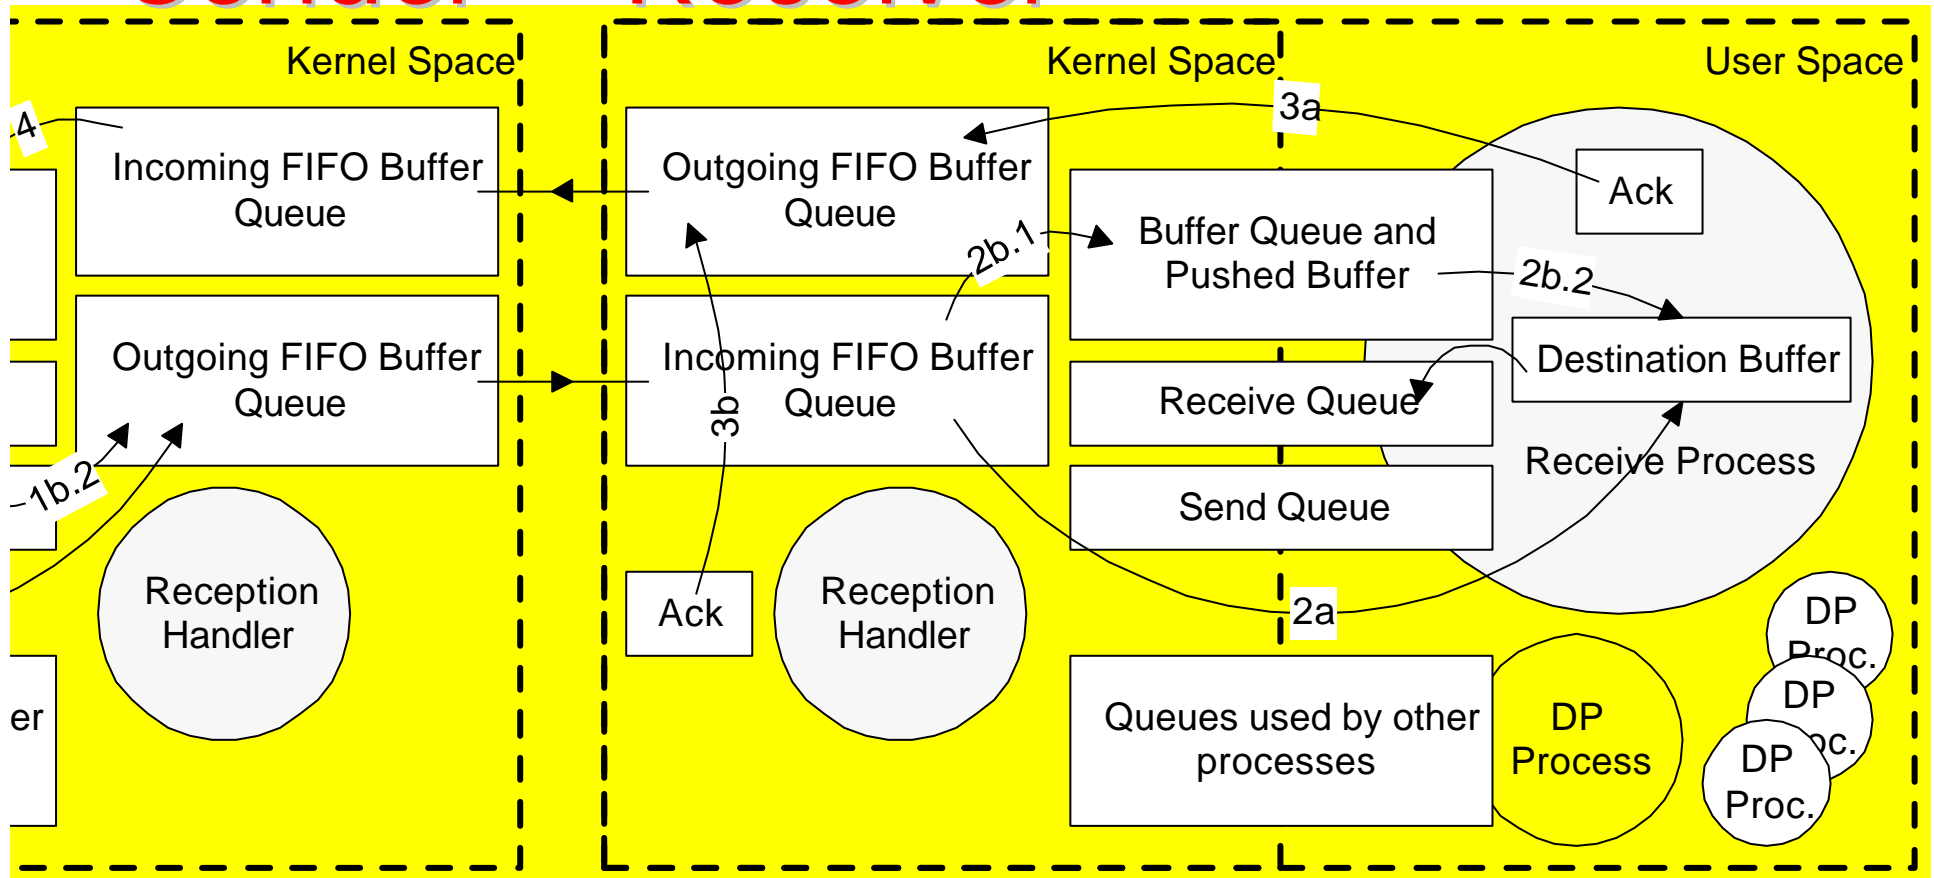 Sender Receiver
Kernel Space
Kernel Space
User Space
4
Incoming FIFO Buffer
Queue
Outgoing FIFO Buffer
Queue
1b.2
Reception
Handler
er
Outgoing FIFO Buffer
Queue
3a
Ack
2b.1
Buffer Queue and
Pushed Buffer
2b.2
Incoming FIFO Buffer
Queue
3b
Destination Buffer
Receive Queue
Receive Process
Send Queue
Ack
Reception
Handler
2a
Queues used by other
processes
DP
Process
DP
Proc.
DP
oc.
DP
Proc.